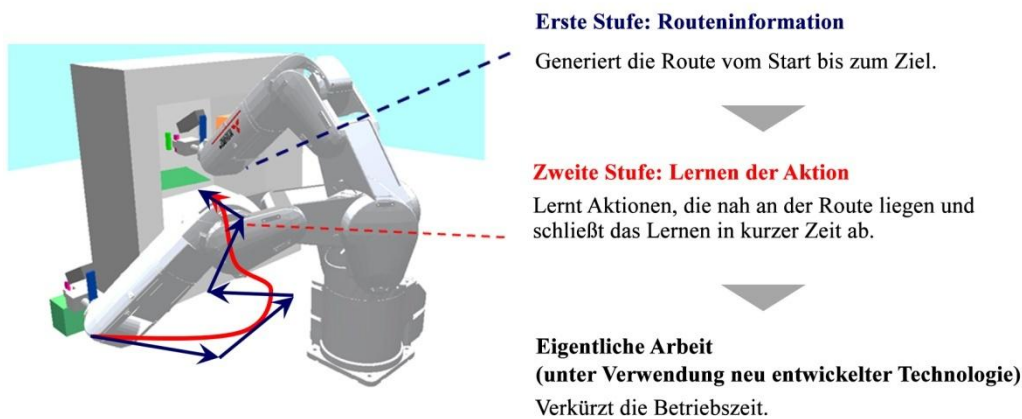 Erste Stufe: Routeninformation
Generiert die Route vom Start bis zum Ziel.
Zweite Stufe: Lernen der Aktion
Lernt Aktionen, die nah an der Route liegen und
schließt das Lernen in kurzer Zeit ab.
Eigentliche Arbeit
(unter Verwendung neu entwickelter Technologie)
Verkürzt die Betriebszeit.